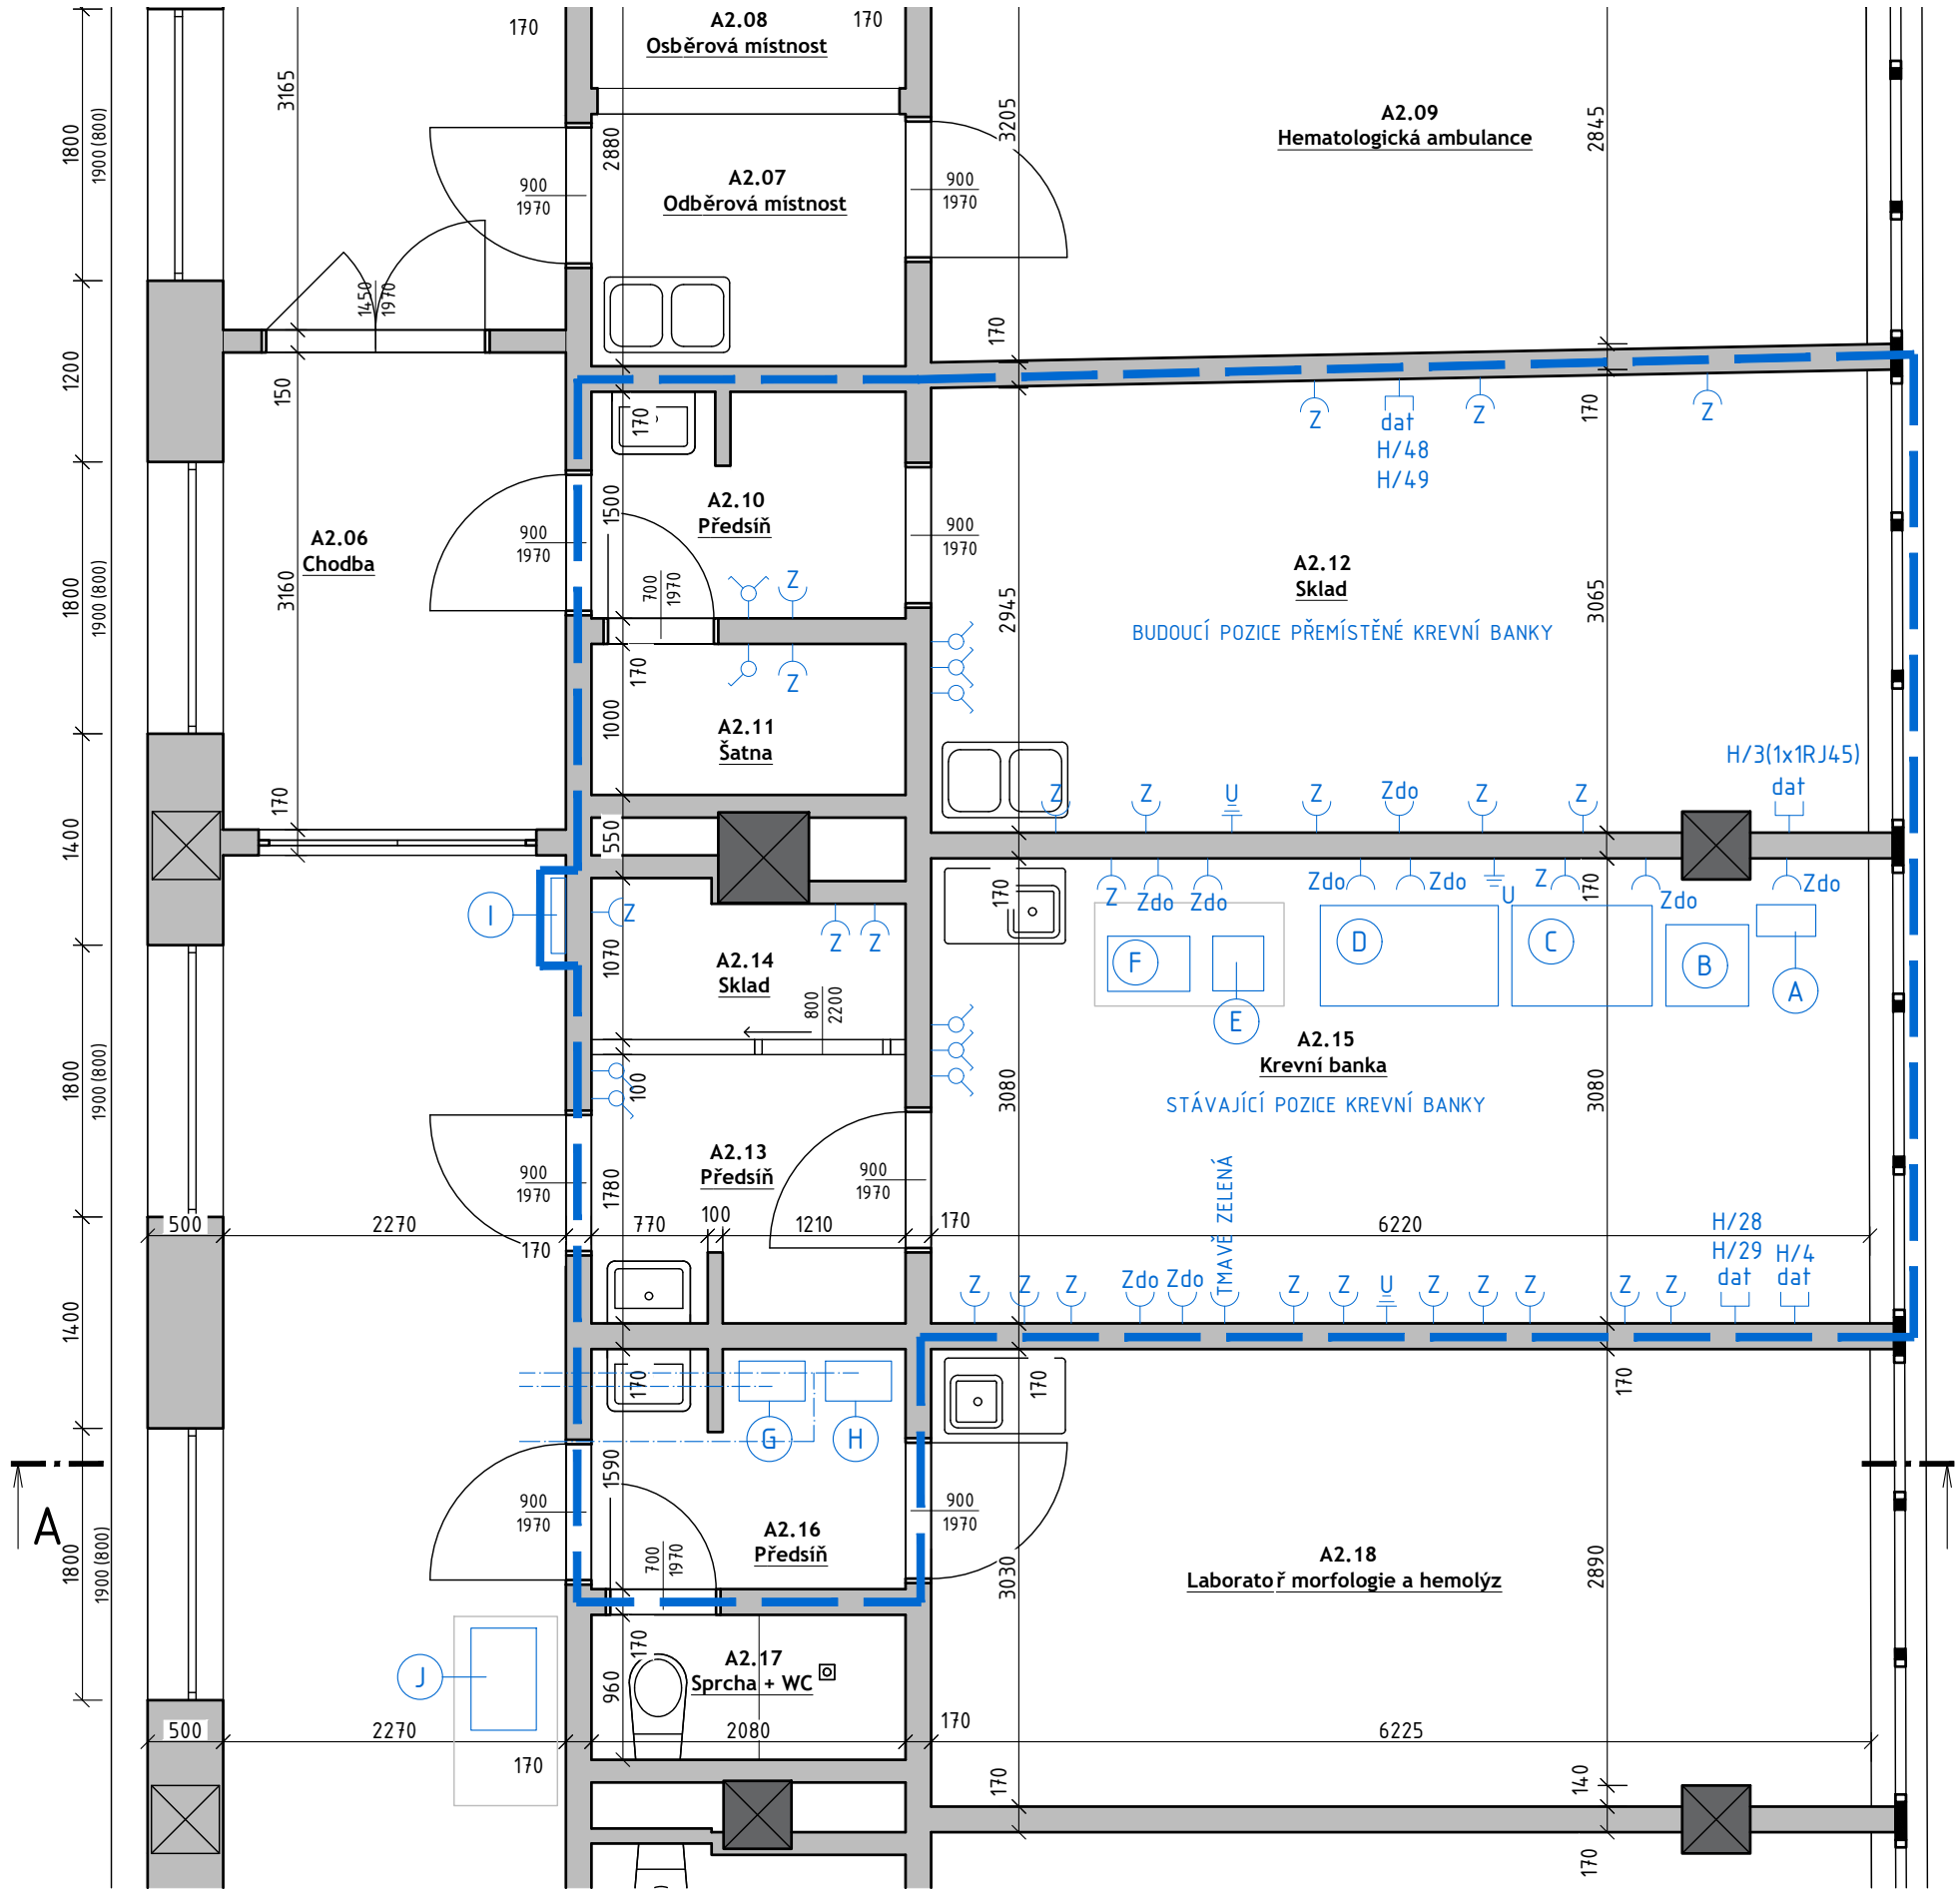 170
A2.08
Osběrová místnost
170
3165
1800
1900(800)
2880
3205
A2.09
Hematologická ambulance
2845
A2.07
Odběrová místnost
900
1970
900
1970
1450
1970
170
1200
150
170
170
Z
dat
H/48
H/49
Z
Z
A2.06
Chodba
3160
1800
1900(800)
900
1970
1500
A2.10
Předsíň
900
1970
700
1970
Z
Z
170
2945
A2.12
Sklad
3065
BUDOUCÍ POZICE PŘEMÍSTĚNÉ KREVNÍ BANKY
1000
A2.11
Šatna
H/3(1x1RJ45)
dat
Z
Z
U
Z
Zdo
Z
Z
170
1400
550
170
170
Z
Zdo
Zdo
Zdo
Zdo
U
Z
Zdo
Zdo
I
Z
Z
Z
1070
A2.14
Sklad
800
2200
F
E
D
C
B
A
A2.15
Krevní banka
STÁVAJÍCÍ POZICE KREVNÍ BANKY
1800
1900(800)
100
3080
3080
A2.13
Předsíň
900
1970
1780
900
1970
TMAVĚ ZELENÁ
500
2270
170
770
100
1210
170
6220
H/28
H/29
dat
H/4
dat
Z
Z
Z
Zdo
Zdo
Z
Z
U
Z
Z
Z
Z
Z
1400
170
170
170
G
H
A
1590
900
1970
900
1970
700
1970
A2.16
Předsíň
1800
1900(800)
3030
A2.18
Laboratoř morfologie a hemolýz
2890
J
170
960
A2.17
Sprcha + WC
500
2270
170
2080
170
6225
170
140
170